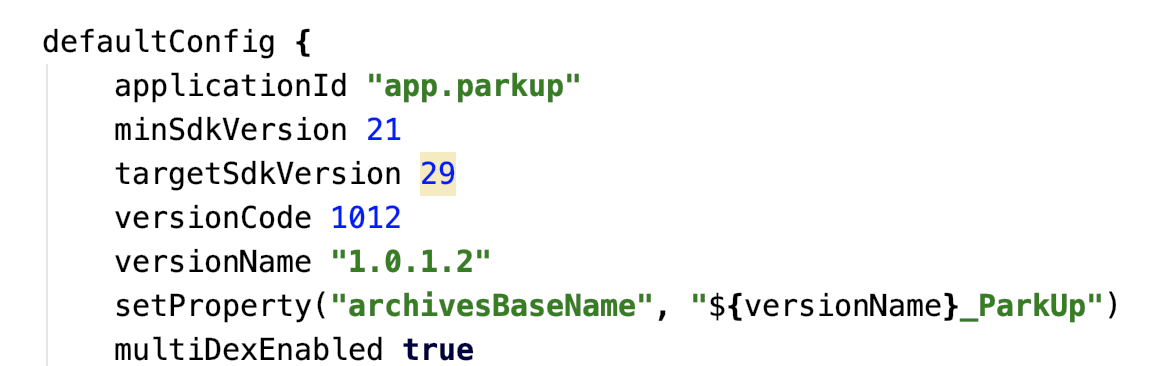 defaultConfig {
applicationId "app.parkup"
minSdkVersion 21
targetSdkVersion 29
versionCode 1012
versionName "1.0.1.2"
setProperty("archivesBaseName", "${versionName}_ParkUp")
multiDexEnabled true